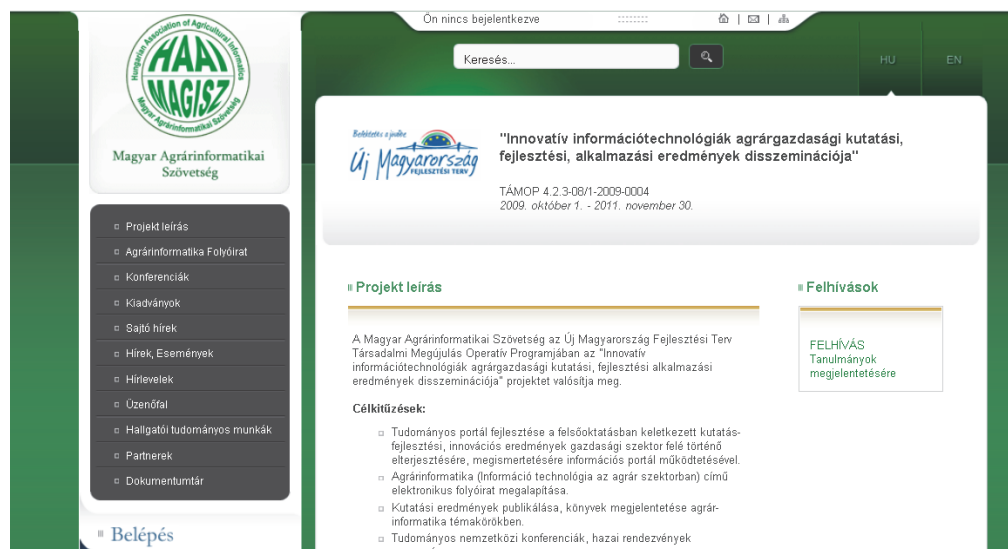 Ön nincs bejelentkezve
Keresés...
HU
EN
Hungarian Association of Agricultural Informatics
HAAI
MAGISZ
Magyar Agrárinformatikai Szövetség
Magyar Agrárinformatikai
Szövetség
Befektetés a jövőbe
Új Magyarország
FEJLESZTÉSI TERV
"Innovatív információtechnológiák agrárgazdasági kutatási,
fejlesztési, alkalmazási eredmények disszeminációja"
TÁMOP 4.2.3-08/1-2009-0004
2009. október 1. - 2011. november 30.
Projekt leírás
Agrárinformatika Folyóirat
Konferenciák
Kiadványok
Sajtó hírek
Hírek, Események
Hírlevelek
Üzenőfal
Hallgatói tudományos munkák
Partnerek
Dokumentumtár
Belépés
Projekt leírás
A Magyar Agrárinformatikai Szövetség az Új Magyarország Fejlesztési Terv
Társadalmi Megújulás Operatív Programjában az "Innovatív
információtechnológiák agrárgazdasági kutatási, fejlesztési alkalmazási
eredmények disszeminációja" projektet valósítja meg.
Célkitűzések:
Tudományos portál fejlesztése a felsőoktatásban keletkezett kutatás-
fejlesztési, innovációs eredmények gazdasági szektor felé történő
elterjesztésére, megismertetésére információs portál működtetésével.
Agrárinformatika (Információ technológia az agrár szektorban) című
elektronikus folyóirat megalapítása.
Kutatási eredmények publikálása, könyvek megjelentetése agrár-
informatika témakörökben.
Tudományos nemzetközi konferenciák, hazai rendezvények
Felhívások
FELHÍVÁS
Tanulmányok
megjelentetésére